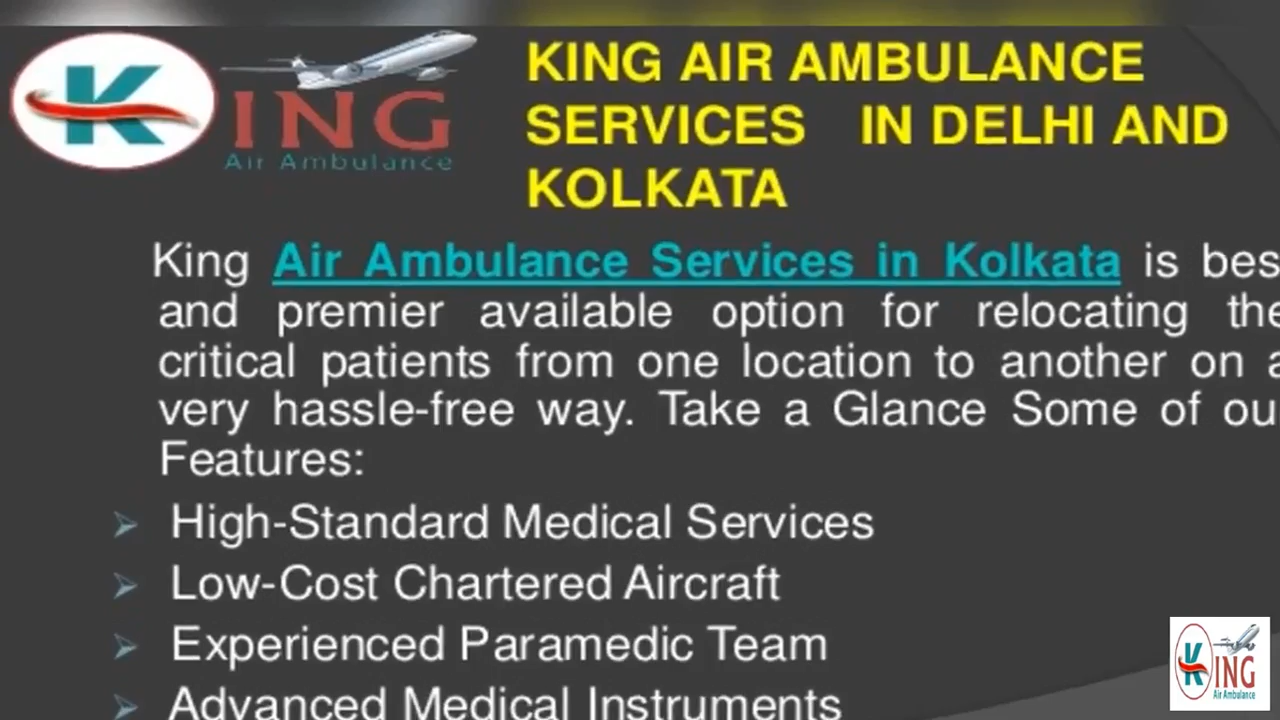 KING
Air Ambulance
KING AIR AMBULANCE
SERVICES IN DELHI AND
KOLKATA
King Air Ambulance Services in Kolkata is bes
and premier available option for relocating the
critical patients from one location to another on a
very hassle-free way. Take a Glance Some of ou
Features:
➢ High-Standard Medical Services
➢ Low-Cost Chartered Aircraft
➢ Experienced Paramedic Team
➢ Advanced Medical Instruments
KING
Air Ambulance